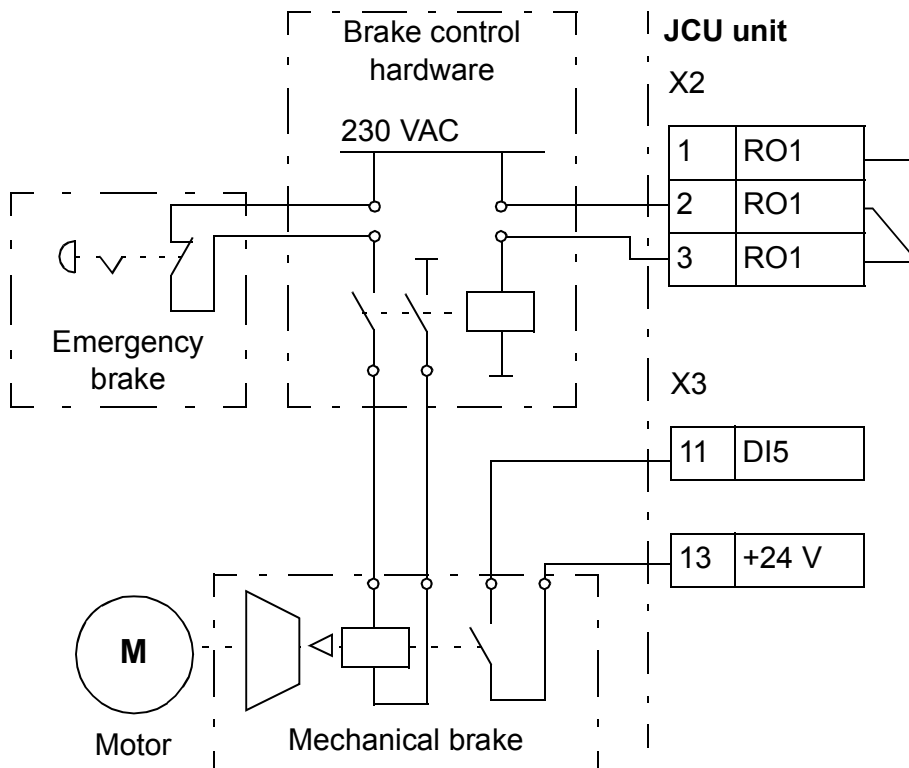 Brake control
hardware
JCU unit
X2
230 VAC
1 RO1
2 RO1
3 RO1
Emergency
brake
X3
11 DI5
13 +24 V
M
Motor
Mechanical brake